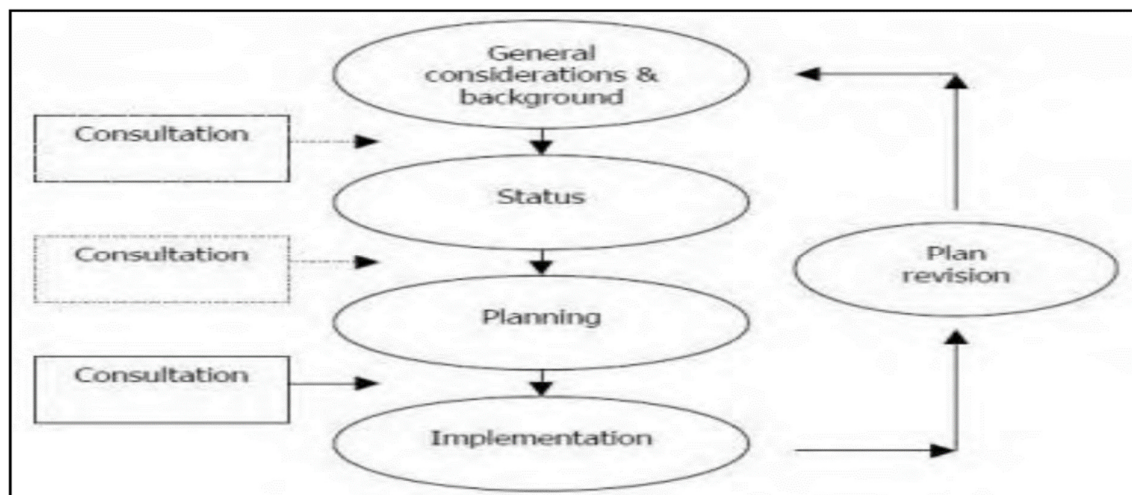 General
considerations &
background
Consultation
Status
Consultation
Planning
Plan
revision
Consultation
Implementation